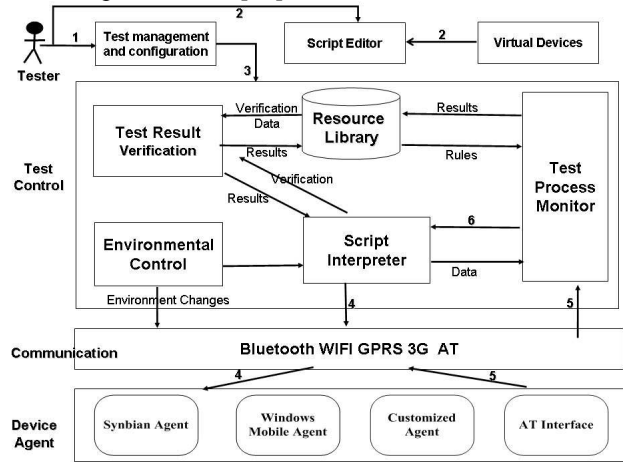 2
1
Test management
and configuration
Script Editor
2
Virtual Devices
Tester
3
Verification
Data
Results
Test Result
Verification
Resource
Library
Results
Rules
Test
Control
Verification
Results
Test
Process
Monitor
6
Environmental
Control
Script
Interpreter
Data
Environment Changes
4
5
Communication
Bluetooth WIFI GPRS 3G AT
4
5
Device
Agent
Synbian Agent
Windows
Mobile Agent
Customized
Agent
AT Interface